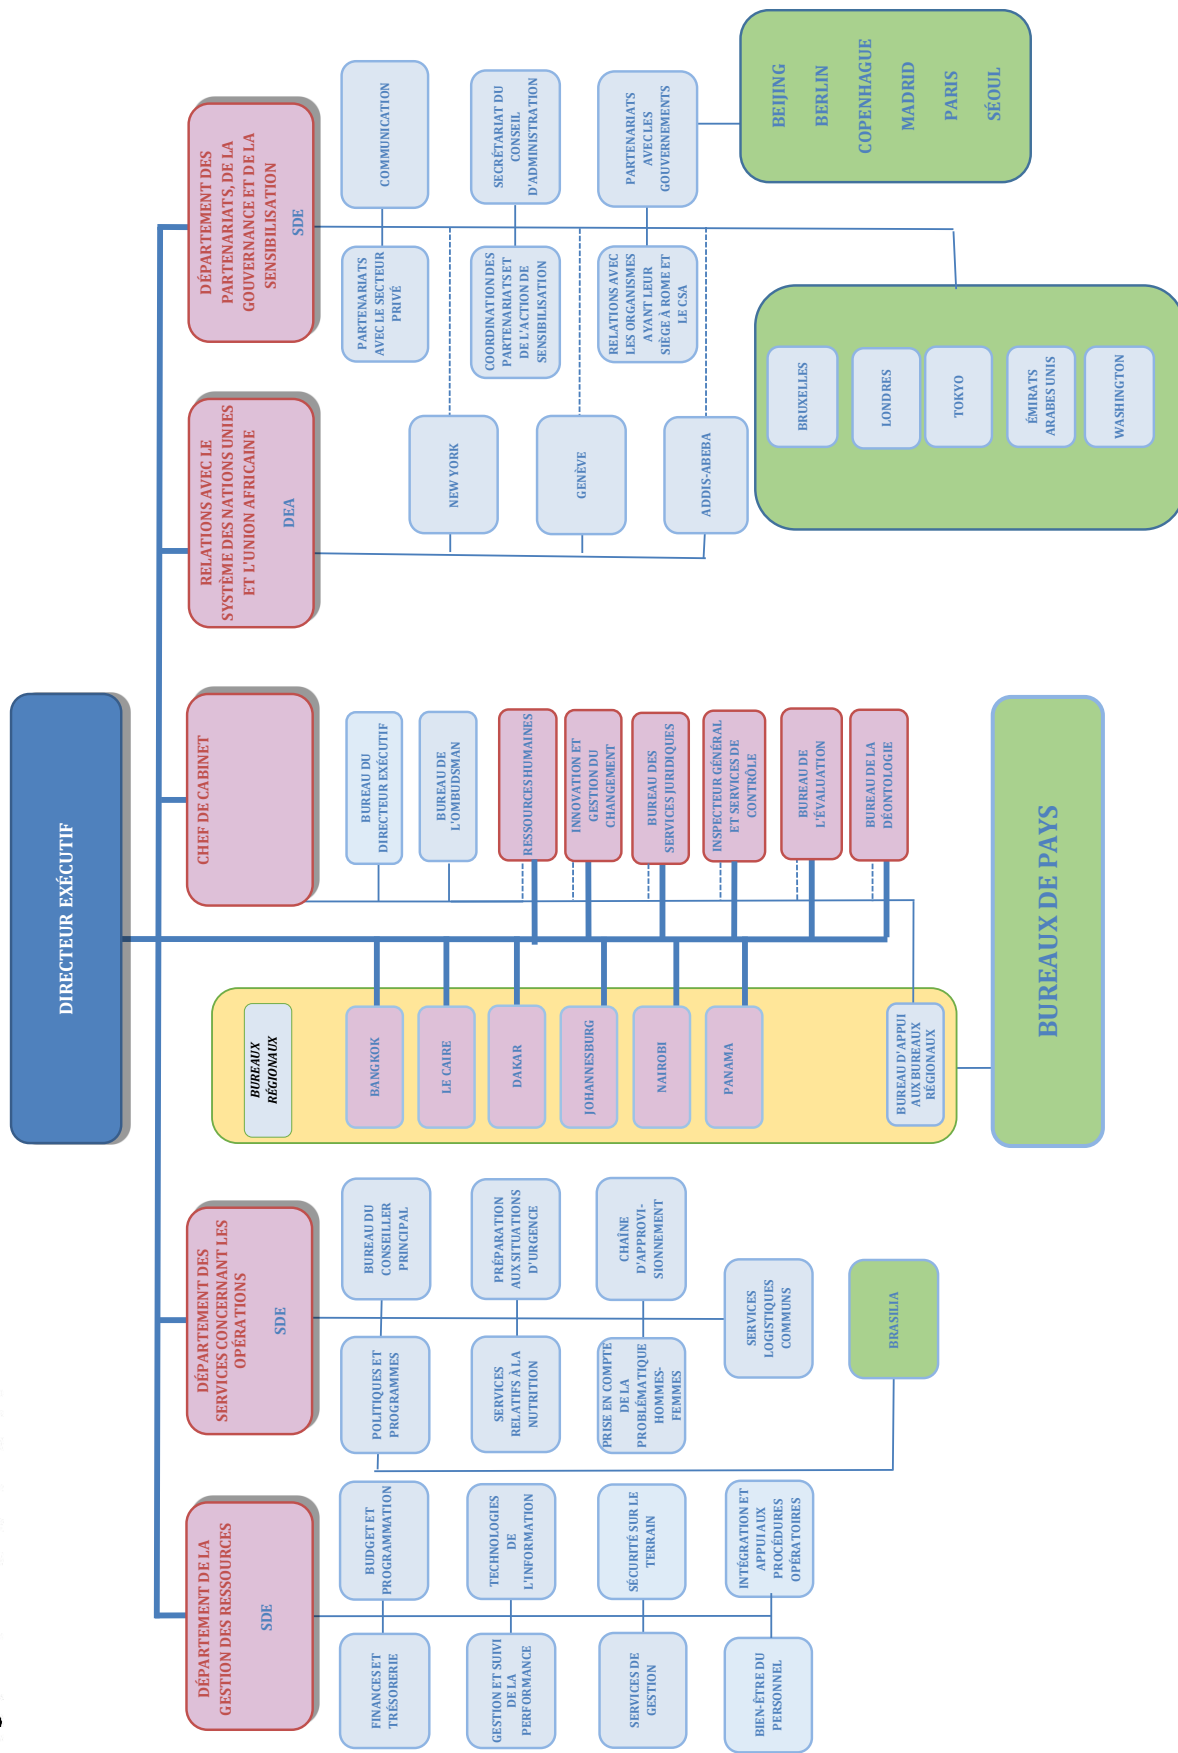 DIRECTEUR EXÉCUTIF
DÉPARTEMENT DE LA
GESTION DES RESSOURCES
SDE
DÉPARTEMENT DES
SERVICES CONCERNANT LES
OPÉRATIONS
SDE
CHEF DE CABINET
RELATIONS AVEC LE
SYSTÈME DES NATIONS UNIES
ET L'UNION AFRICAINE
DEA
DÉPARTEMENT DES
PARTENARIATS, DE LA
GOUVERNANCE ET DE LA
SENSIBILISATION
SDE
FINANCES ET
TRÉSORERIE
BUDGET ET
PROGRAMMATION
GESTION ET SUIVI
DE LA
PERFORMANCE
TECHNOLOGIES
DE
L'INFORMATION
SERVICES DE
GESTION
SÉCURITÉ SUR LE
TERRAIN
BIEN-ÊTRE DU
PERSONNEL
INTÉGRATION ET
APPUI AUX
PROCÉDURES
OPÉRATOIRES
POLITIQUES ET
PROGRAMMES
BUREAU DU
CONSEILLER
PRINCIPAL
SERVICES
RELATIFS À LA
NUTRITION
PRÉPARATION
AUX SITUATIONS
D'URGENCE
PRISE EN COMPTE
DE LA
PROBLÉMATIQUE
HOMMES-
FEMMES
CHAÎNE
D'APPROVI-
SIONNEMENT
SERVICES
LOGISTIQUES
COMMUNS
BRASILIA
BUREAUX
RÉGIONAUX
BANGKOK
LE CAIRE
DAKAR
JOHANNESBURG
NAIROBI
PANAMA
BUREAU D'APPUI
AUX BUREAUX
RÉGIONAUX
BUREAU DU
DIRECTEUR EXÉCUTIF
BUREAU DE
L'OMBUDSMAN
RESSOURCES HUMAINES
INNOVATION ET
GESTION DU
CHANGEMENT
BUREAU DES
SERVICES JURIDIQUES
INSPECTEUR GÉNÉRAL
ET SERVICES DE
CONTRÔLE
BUREAU DE
L'ÉVALUATION
BUREAU DE LA
DÉONTOLOGIE
BUREAUX DE PAYS
NEW YORK
GENÈVE
ADDIS-ABEBA
PARTENARIATS
AVEC LE SECTEUR
PRIVÉ
COMMUNICATION
COORDINATION DES
PARTENARIATS ET
DE L'ACTION DE
SENSIBILISATION
SECRÉTARIAT DU
CONSEIL
D'ADMINISTRATION
RELATIONS AVEC
LES ORGANISMES
AYANT LEUR
SIÈGE À ROME ET
LE CSA
PARTENARIATS
AVEC LES
GOUVERNEMENTS
BRUXELLES
LONDRES
TOKYO
ÉMIRATS
ARABES UNIS
WASHINGTON
BEIJING
BERLIN
COPENHAGUE
MADRID
PARIS
SÉOUL